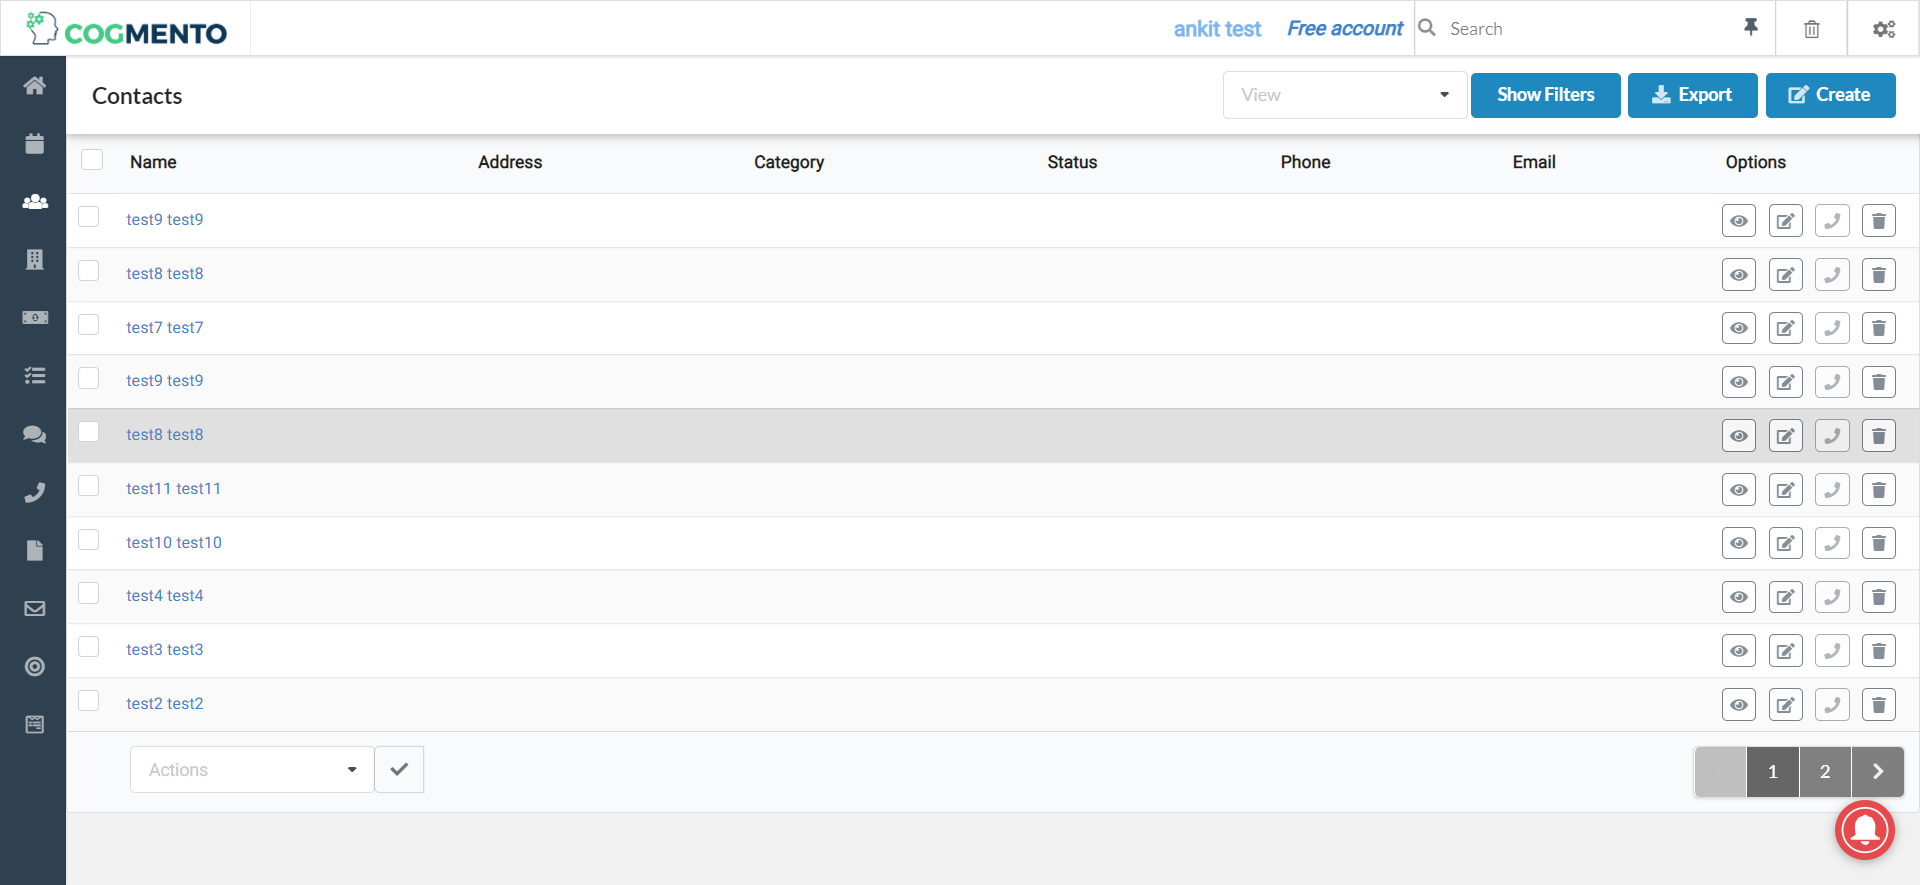 COGMENTO
ankit test Free account Search
Contacts View Show Filters Export Create
Name Address Category Status Phone Email Options
test9 test9
test8 test8
test7 test7
test9 test9
test8 test8
test11 test11
test10 test10
test4 test4
test3 test3
test2 test2
Actions 1 2